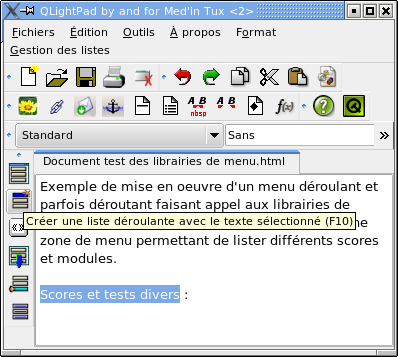 QLightPad by and for Med'in Tux <2>
Fichiers Édition Outils À propos Format
Gestion des listes
AB AB
nbsp
f(x) ? Q
Standard Sans »
Document test des librairies de menu.html
Exemple de mise en oeuvre d'un menu déroulant et
parfois déroutant faisant appel aux librairies de
Créer une liste déroulante avec le texte sélectionné (F10) ne
zone de menu permettant de lister différents scores
et modules.
Scores et tests divers :